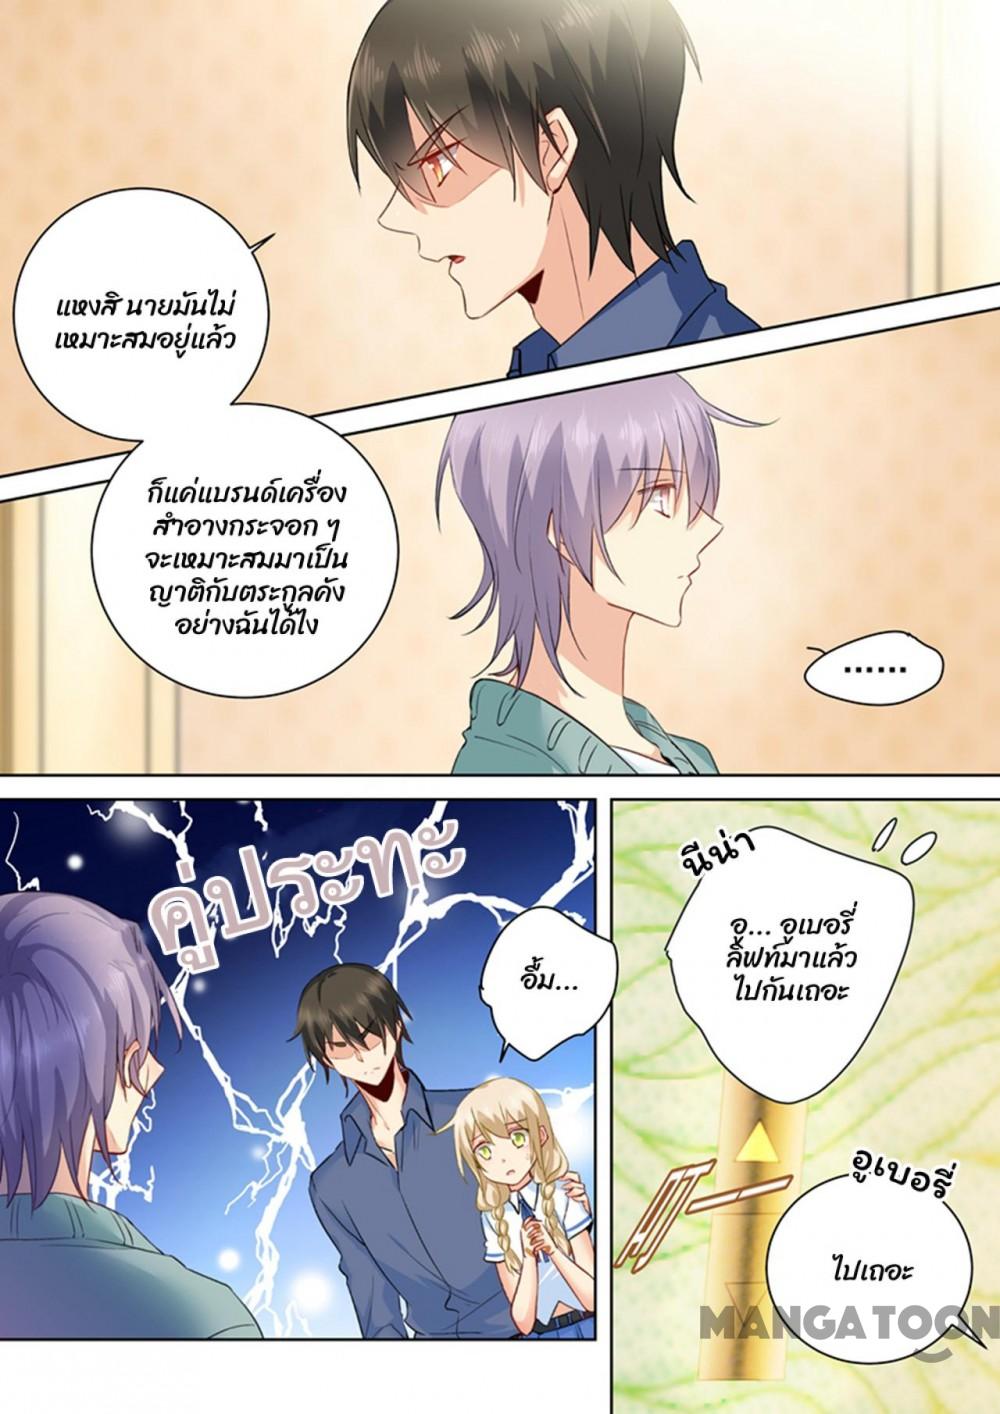 แหงสิ นายมันไม่
เหมาะสมอยู่แล้ว
ก็แค่แบรนด์เครื่อง
สำอางกระจอก ๆ
จะเหมาะสมมาเป็น
ญาติกับตระกูลคัง
อย่างฉันได้ไง
......
คู่ประทะ
อื้ม...
นีน่า
อู... อูเบอรี่
ลิฟท์มาแล้ว
ไปกันเถอะ
อูเบอรี่
ไปเถอะ
MANGATOON